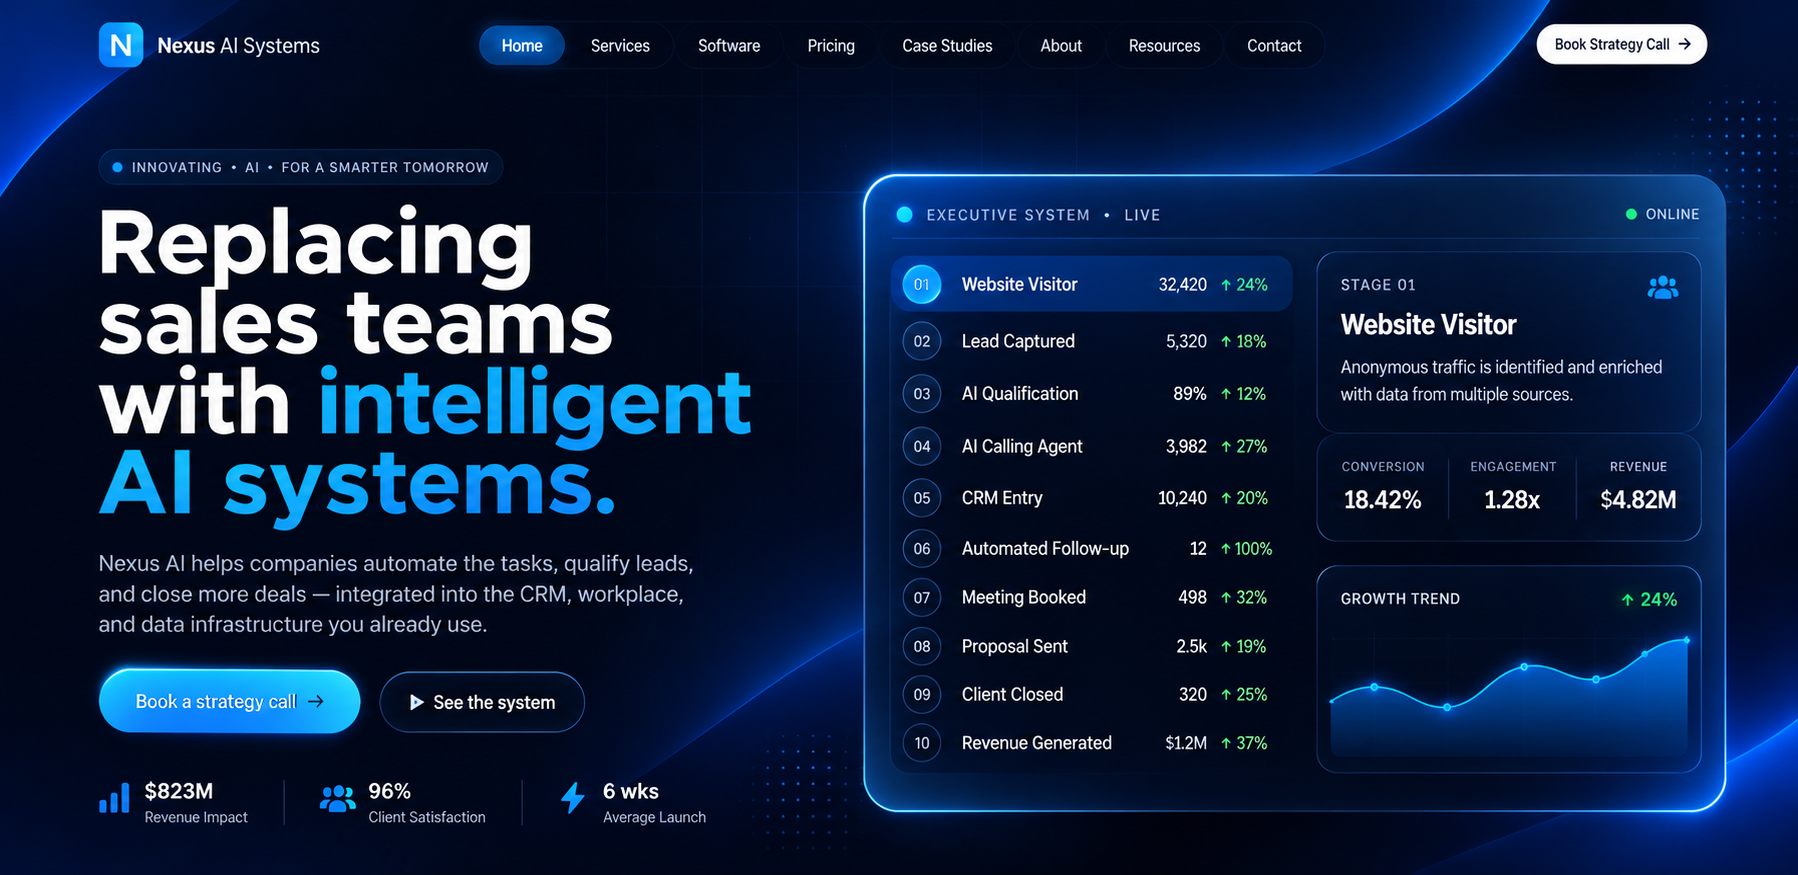 N Nexus AI Systems
Home Services Software Pricing Case Studies About Resources Contact
Book Strategy Call →
INNOVATING • AI • FOR A SMARTER TOMORROW
Replacing
sales teams
with intelligent
AI systems.
Nexus AI helps companies automate the tasks, qualify leads,
and close more deals — integrated into the CRM, workplace,
and data infrastructure you already use.
Book a strategy call →
See the system
$823M
Revenue Impact
96%
Client Satisfaction
6 wks
Average Launch
EXECUTIVE SYSTEM • LIVE
ONLINE
01 Website Visitor 32,420 ↑ 24%
02 Lead Captured 5,320 ↑ 18%
03 AI Qualification 89% ↑ 12%
04 AI Calling Agent 3,982 ↑ 27%
05 CRM Entry 10,240 ↑ 20%
06 Automated Follow-up 12 ↑ 100%
07 Meeting Booked 498 ↑ 32%
08 Proposal Sent 2.5k ↑ 19%
09 Client Closed 320 ↑ 25%
10 Revenue Generated $1.2M ↑ 37%
STAGE 01
Website Visitor
Anonymous traffic is identified and enriched
with data from multiple sources.
CONVERSION ENGAGEMENT REVENUE
18.42% 1.28x $4.82M
GROWTH TREND ↑ 24%